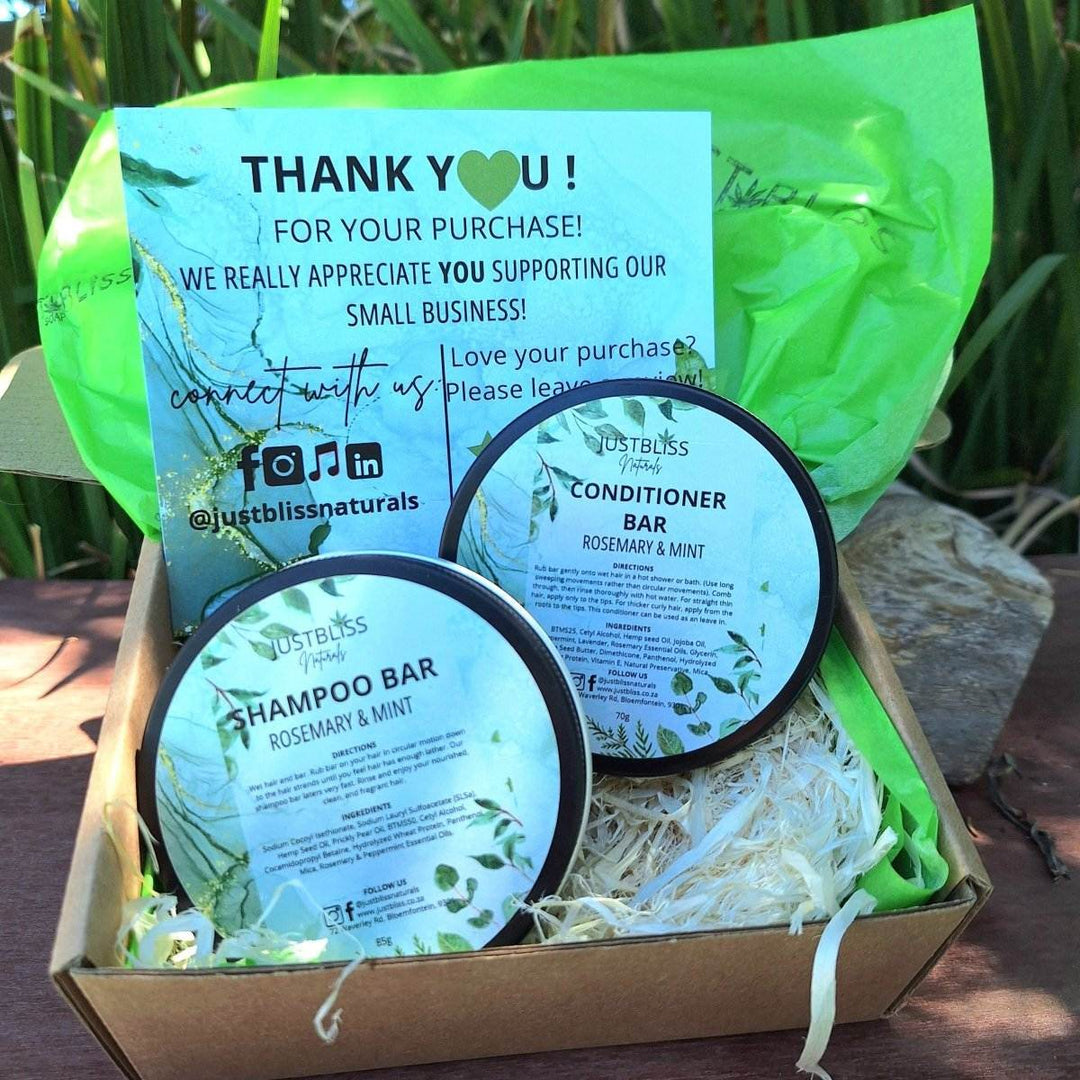 THANK YOU !
FOR YOUR PURCHASE!
WE REALLY APPRECIATE YOU SUPPORTING OUR
SMALL BUSINESS!
connect with us:
@justblissnaturals
Love your purchase?
Please leave
JUSTBLISS
Naturals
CONDITIONER
BAR
ROSEMARY & MINT
DIRECTIONS
Rub bar gently onto wet hair in a hot shower or bath. (Use long
sweeping movements rather than circular movements). Comb
through, then rinse thoroughly with hot water. For straight thin
hair, apply only to the tips. For thicker curly hair, apply from the
roots to the tips. This conditioner can be used as an leave in.
INGREDIENTS
BTMS25, Cetyl Alcohol, Hemp seed Oil, Jojoba Oil,
Lavender, Rosemary Essential Oils, Glycerin,
Seed Butter, Dimethicone, Panthenol, Hydrolyzed
Protein, Vitamin E, Natural Preservative, Mica
FOLLOW US
@justblissnaturals
www.justbliss.co.za
Waverley Rd, Bloemfontein,
70g
JUSTBLISS
Naturals
SHAMPOO BAR
ROSEMARY & MINT
DIRECTIONS
Wet hair and bar. Rub bar on your hair in circular motion down
to the hair strands until you feel hair has enough lather. Our
shampoo bar lathers very fast. Rinse and enjoy your nourished,
clean, and fragrant hair
INGREDIENTS
Sodium Cocoyl Isethionate, Sodium Lauryl Sulfoacetate (SLSa)
Hemp Seed Oil, Prickly Pear Oil, BTMS50, Cetyl Alcohol,
Cocamidopropyl Betaine, Hydrolyzed Wheat Protein, Panthenol
Mica, Rosemary & Peppermint Essential Oils.
FOLLOW US
@justblissnaturals
www.justbliss.co.za
72 Waverley Rd, Bloemfontein,
85g